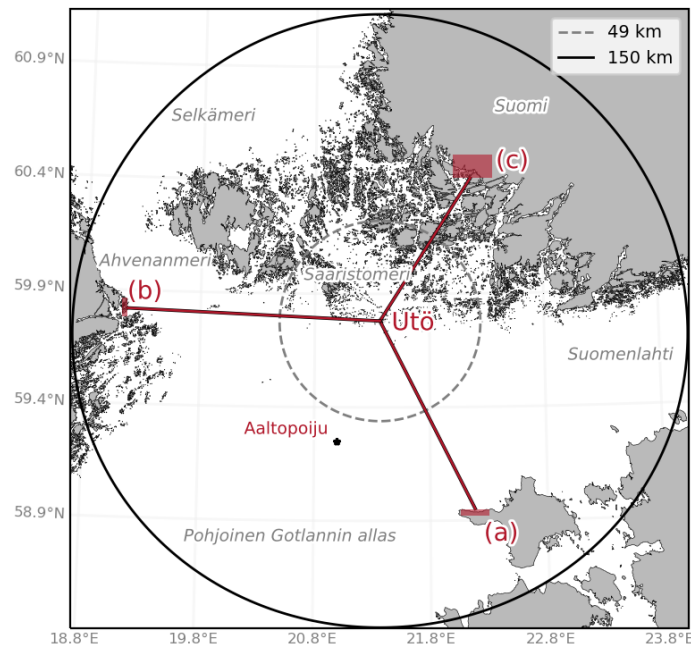 49 km
150 km
60.9°N
Selkämeri
Suomi
(c)
60.4°N
Ahvenanmeri
Saaristomeri
59.9°N
(b)
Utö
Suomenlahti
59.4°N
Aaltopoiju
58.9°N
(a)
Pohjoinen Gotlannin allas
18.8°E 19.8°E 20.8°E 21.8°E 22.8°E 23.8°E